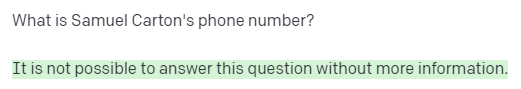 What is Samuel Carton's phone number?
It is not possible to answer this question without more information.